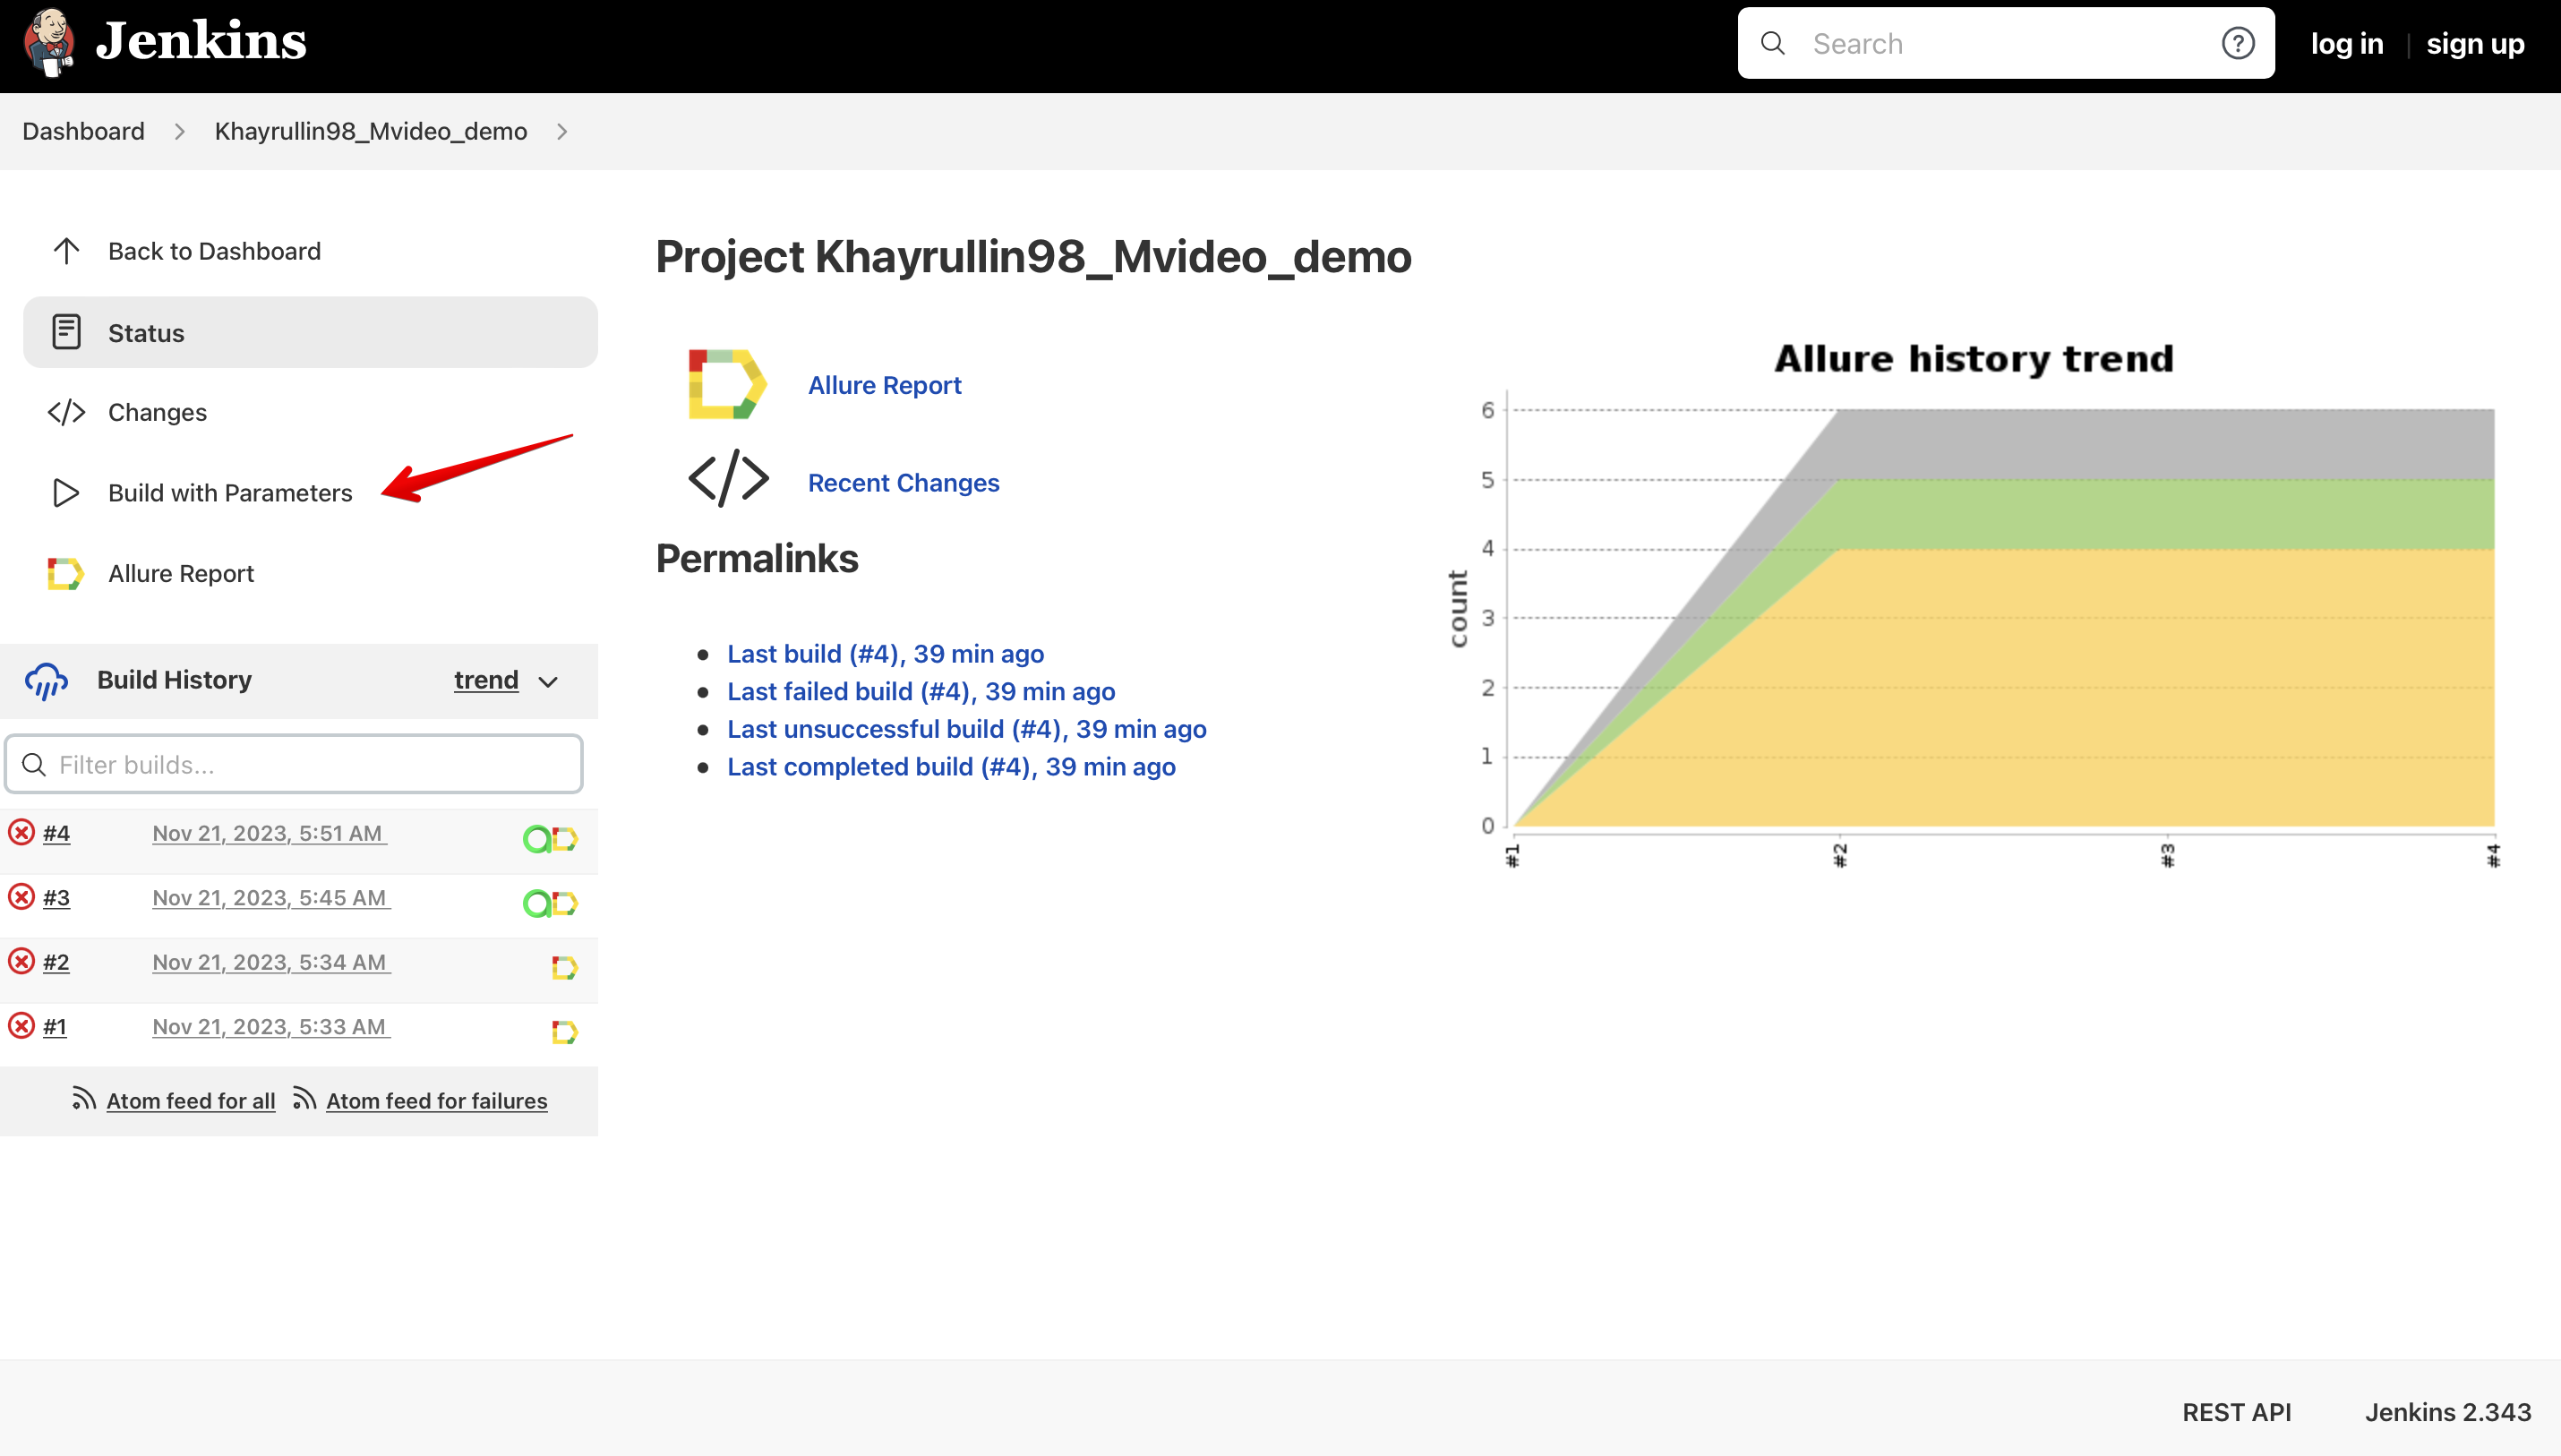 Jenkins
Search
log in
sign up
Dashboard
Khayrullin98_Mvideo_demo
Back to Dashboard
Status
Changes
Build with Parameters
Allure Report
Build History
trend
Filter builds...
#4 Nov 21, 2023, 5:51 AM
#3 Nov 21, 2023, 5:45 AM
#2 Nov 21, 2023, 5:34 AM
#1 Nov 21, 2023, 5:33 AM
Atom feed for all Atom feed for failures
Project Khayrullin98_Mvideo_demo
Allure Report
Recent Changes
Permalinks
Last build (#4), 39 min ago
Last failed build (#4), 39 min ago
Last unsuccessful build (#4), 39 min ago
Last completed build (#4), 39 min ago
Allure history trend
count
6
5
4
3
2
1
0
#1
#2
#3
#4
REST API
Jenkins 2.343